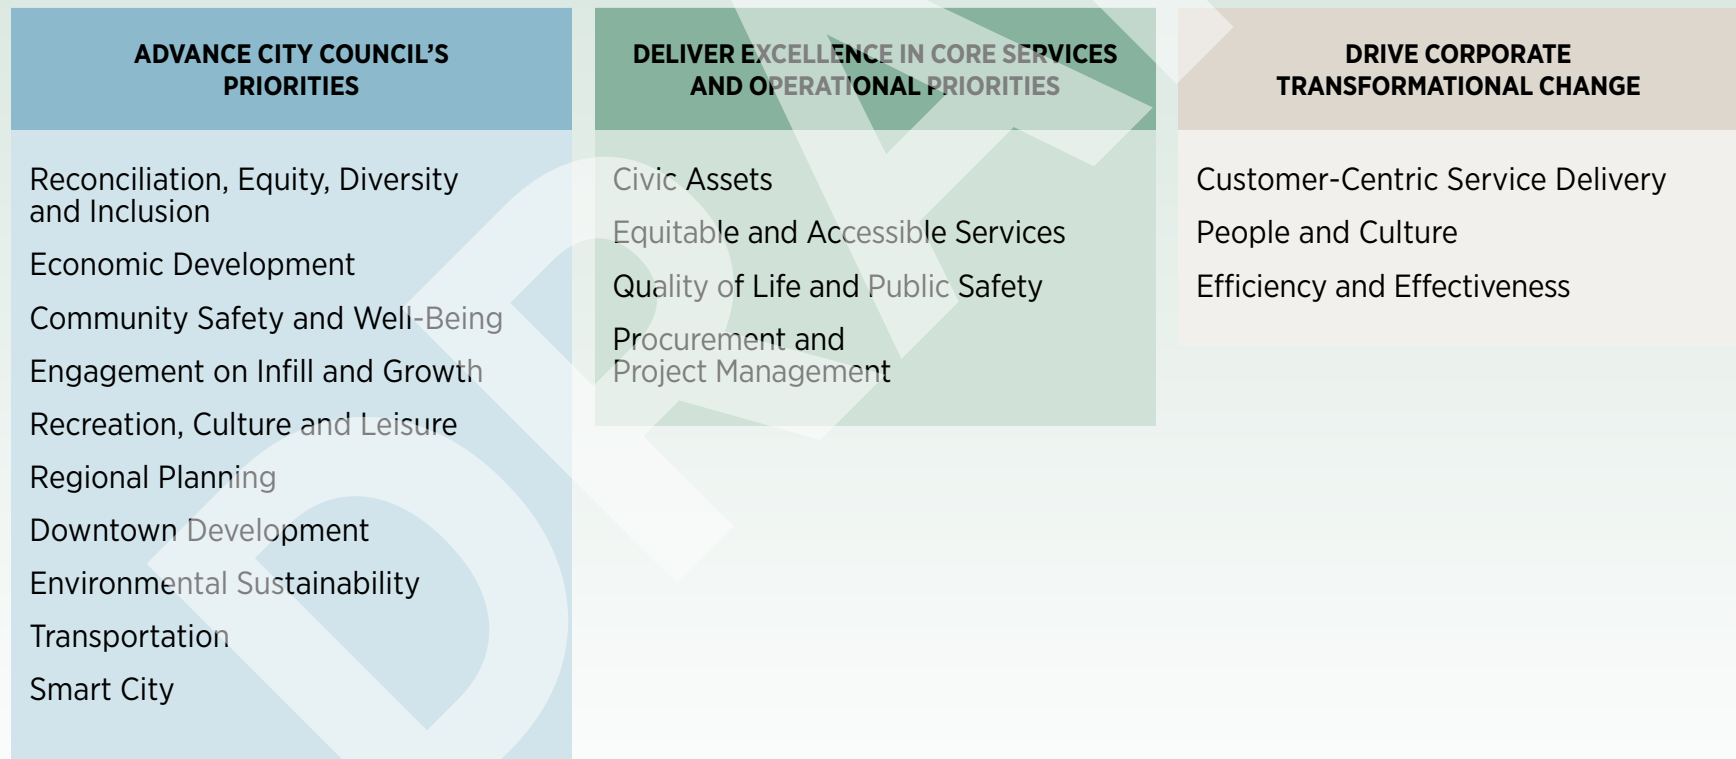 ADVANCE CITY COUNCIL’S
PRIORITIES
Reconciliation, Equity, Diversity
and Inclusion
Economic Development
Community Safety and Well-Being
Engagement on Infill and Growth
Recreation, Culture and Leisure
Regional Planning
Downtown Development
Environmental Sustainability
Transportation
Smart City
DELIVER EXCELLENCE IN CORE SERVICES
AND OPERATIONAL PRIORITIES
Civic Assets
Equitable and Accessible Services
Quality of Life and Public Safety
Procurement and
Project Management
DRIVE CORPORATE
TRANSFORMATIONAL CHANGE
Customer-Centric Service Delivery
People and Culture
Efficiency and Effectiveness
DRA